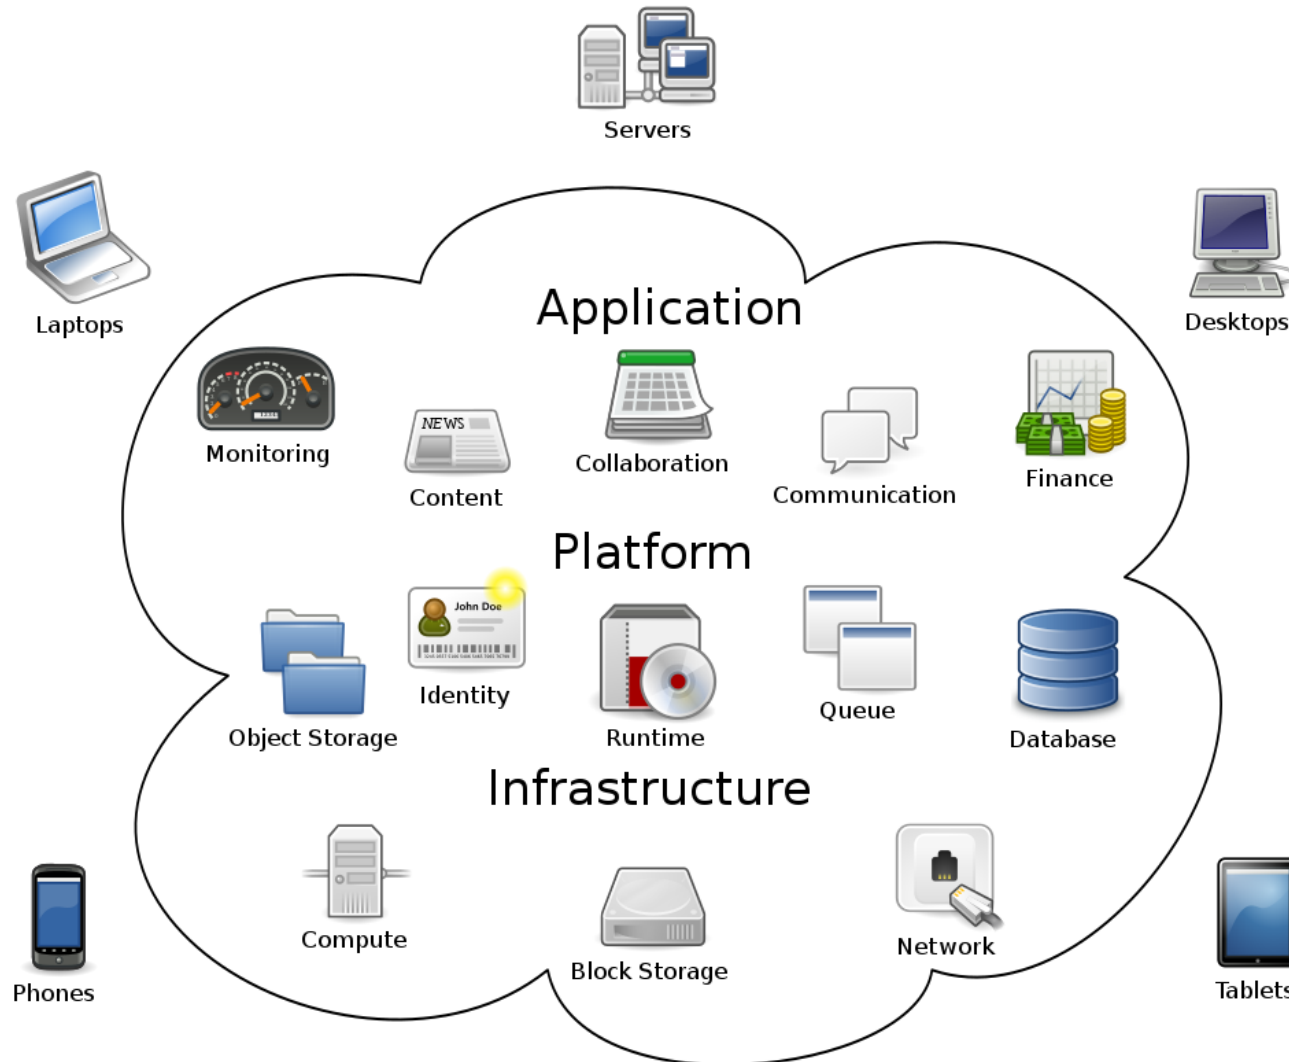 Servers
Laptops
Desktops
Application
Monitoring
NEWS
Content
Collaboration
Communication
Finance
Platform
John Doe
Object Storage
Identity
Runtime
Queue
Database
Infrastructure
Compute
Block Storage
Network
Phones
Tablets